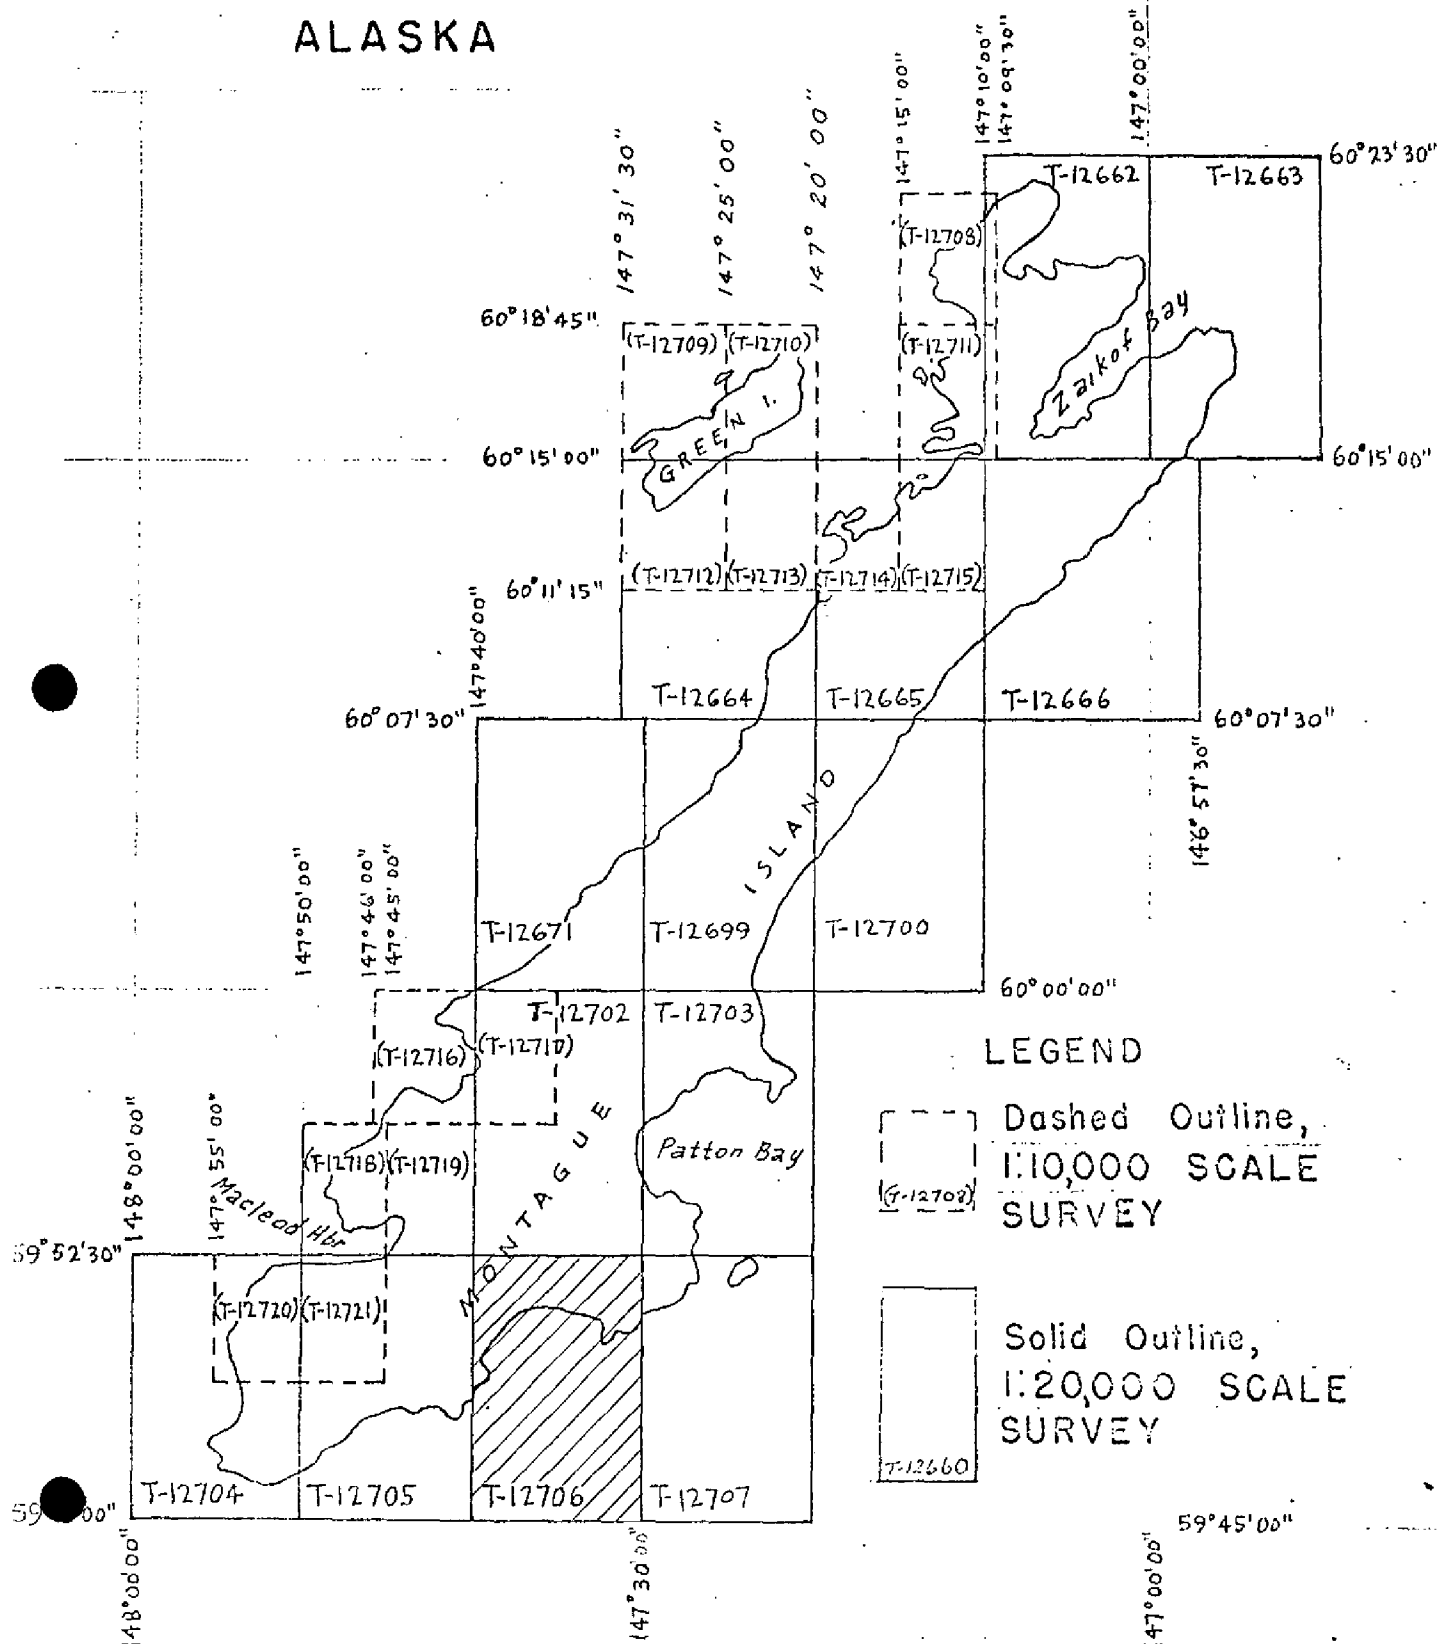 ALASKA
147°31'30"
147°25'00"
147°20'00"
147°15'00"
147°10'00"
147°09'30"
147°00'00"
60°23'30"
T-12662
T-12663
(T-12708)
60°18'45"
(T-12709)
(T-12710)
(T-12711)
Zaikof Bay
GREEN I.
60°15'00"
60°15'00"
60°11'15"
(T-12712)
(T-12713)
(T-12714)
(T-12715)
147°40'00"
T-12664
T-12665
T-12666
60°07'30"
60°07'30"
146°57'30"
MONTAGUE ISLAND
147°50'00"
147°46'00"
147°45'00"
T-12671
T-12699
T-12700
60°00'00"
T-12702
T-12703
(T-12716)
LEGEND
Dashed Outline,
1:10,000 SCALE
SURVEY
(T-12708)
148°00'00"
147°55'00"
(T-12718)
(T-12719)
Patton Bay
Macleod Hbr
59°52'30"
(T-12720)
(T-12721)
Solid Outline,
1:20,000 SCALE
SURVEY
T-12660
T-12704
T-12705
T-12706
T-12707
59°45'00"
148°00'00"
147°30'00"
147°00'00"